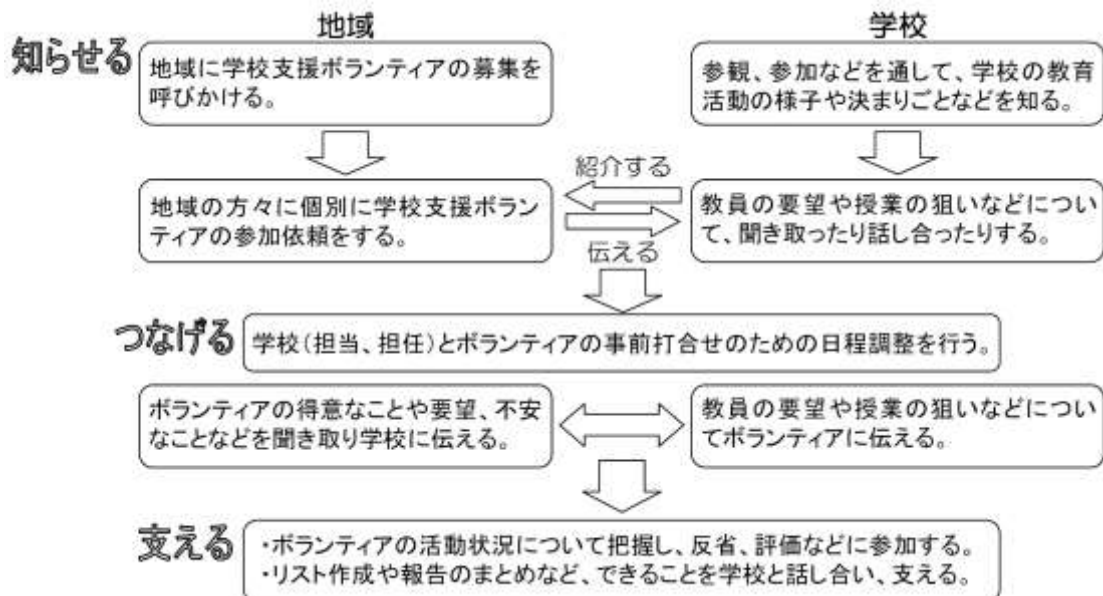 地域
学校
知らせる
地域に学校支援ボランティアの募集を
呼びかける。
参観、参加などを通して、学校の教育
活動の様子や決まりごとなどを知る。
紹介する
地域の方々に個別に学校支援ボラン
ティアの参加依頼をする。
教員の要望や授業の狙いなどについ
て、聞き取ったり話し合ったりする。
伝える
つなげる
学校（担当、担任）とボランティアの事前打合せのための日程調整を行う。
ボランティアの得意なことや要望、不安
なことなどを聞き取り学校に伝える。
教員の要望や授業の狙いなどについ
てボランティアに伝える。
支える
・ボランティアの活動状況について把握し、反省、評価などに参加する。
・リスト作成や報告のまとめなど、できることを学校と話し合い、支える。